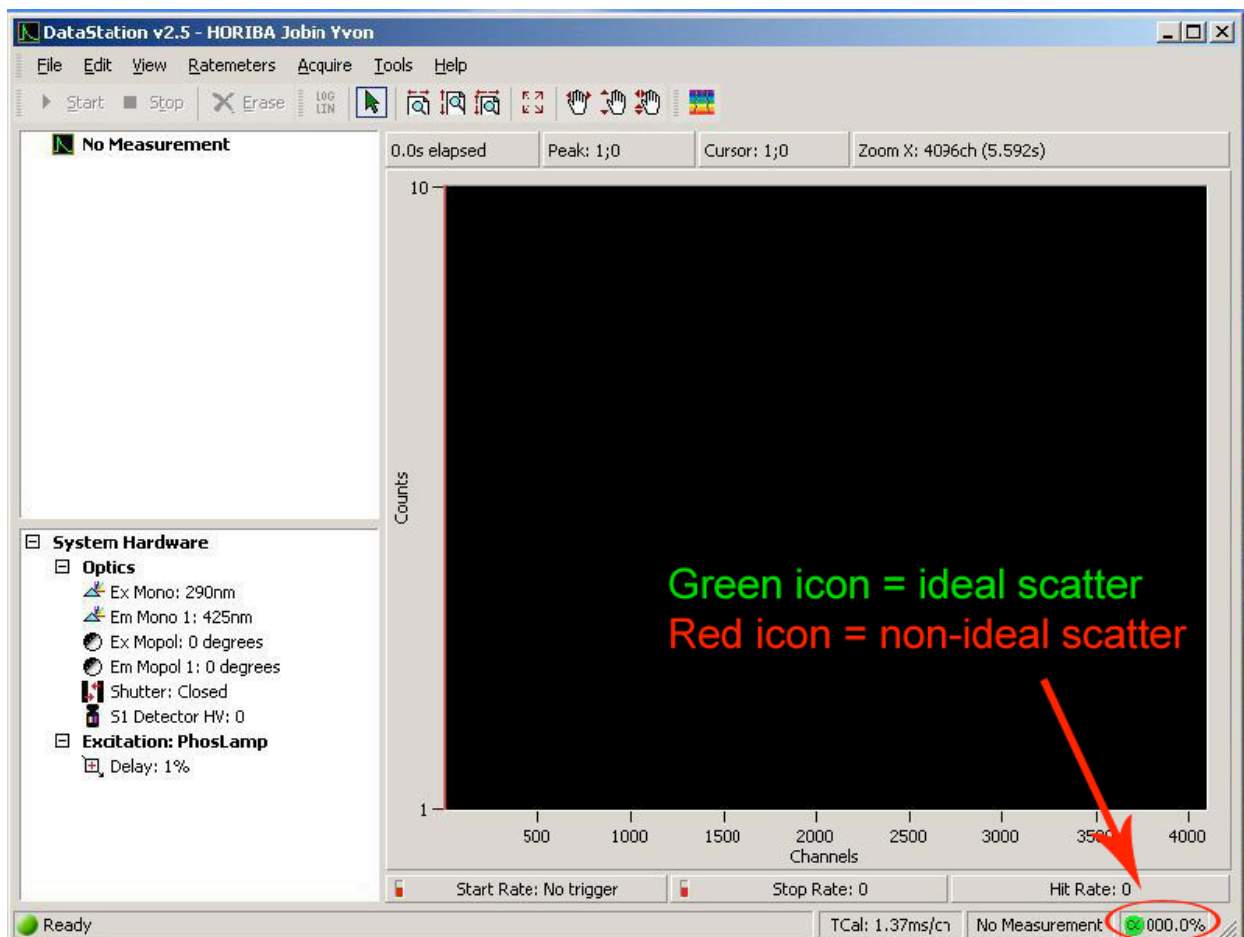 DataStation v2.5 - HORIBA Jobin Yvon
File Edit View Ratemeters Acquire Tools Help
Start Stop Erase LOG LIN
No Measurement
0.0s elapsed Peak: 1;0 Cursor: 1;0 Zoom X: 4096ch (5.592s)
10
Counts
1
500 1000 1500 2000 2500 3000 3500 4000
Channels
Green icon = ideal scatter
Red icon = non-ideal scatter
System Hardware
Optics
Ex Mono: 290nm
Em Mono 1: 425nm
Ex Mopol: 0 degrees
Em Mopol 1: 0 degrees
Shutter: Closed
S1 Detector HV: 0
Excitation: PhosLamp
Delay: 1%
Start Rate: No trigger Stop Rate: 0 Hit Rate: 0
Ready TCal: 1.37ms/ch No Measurement α 000.0%